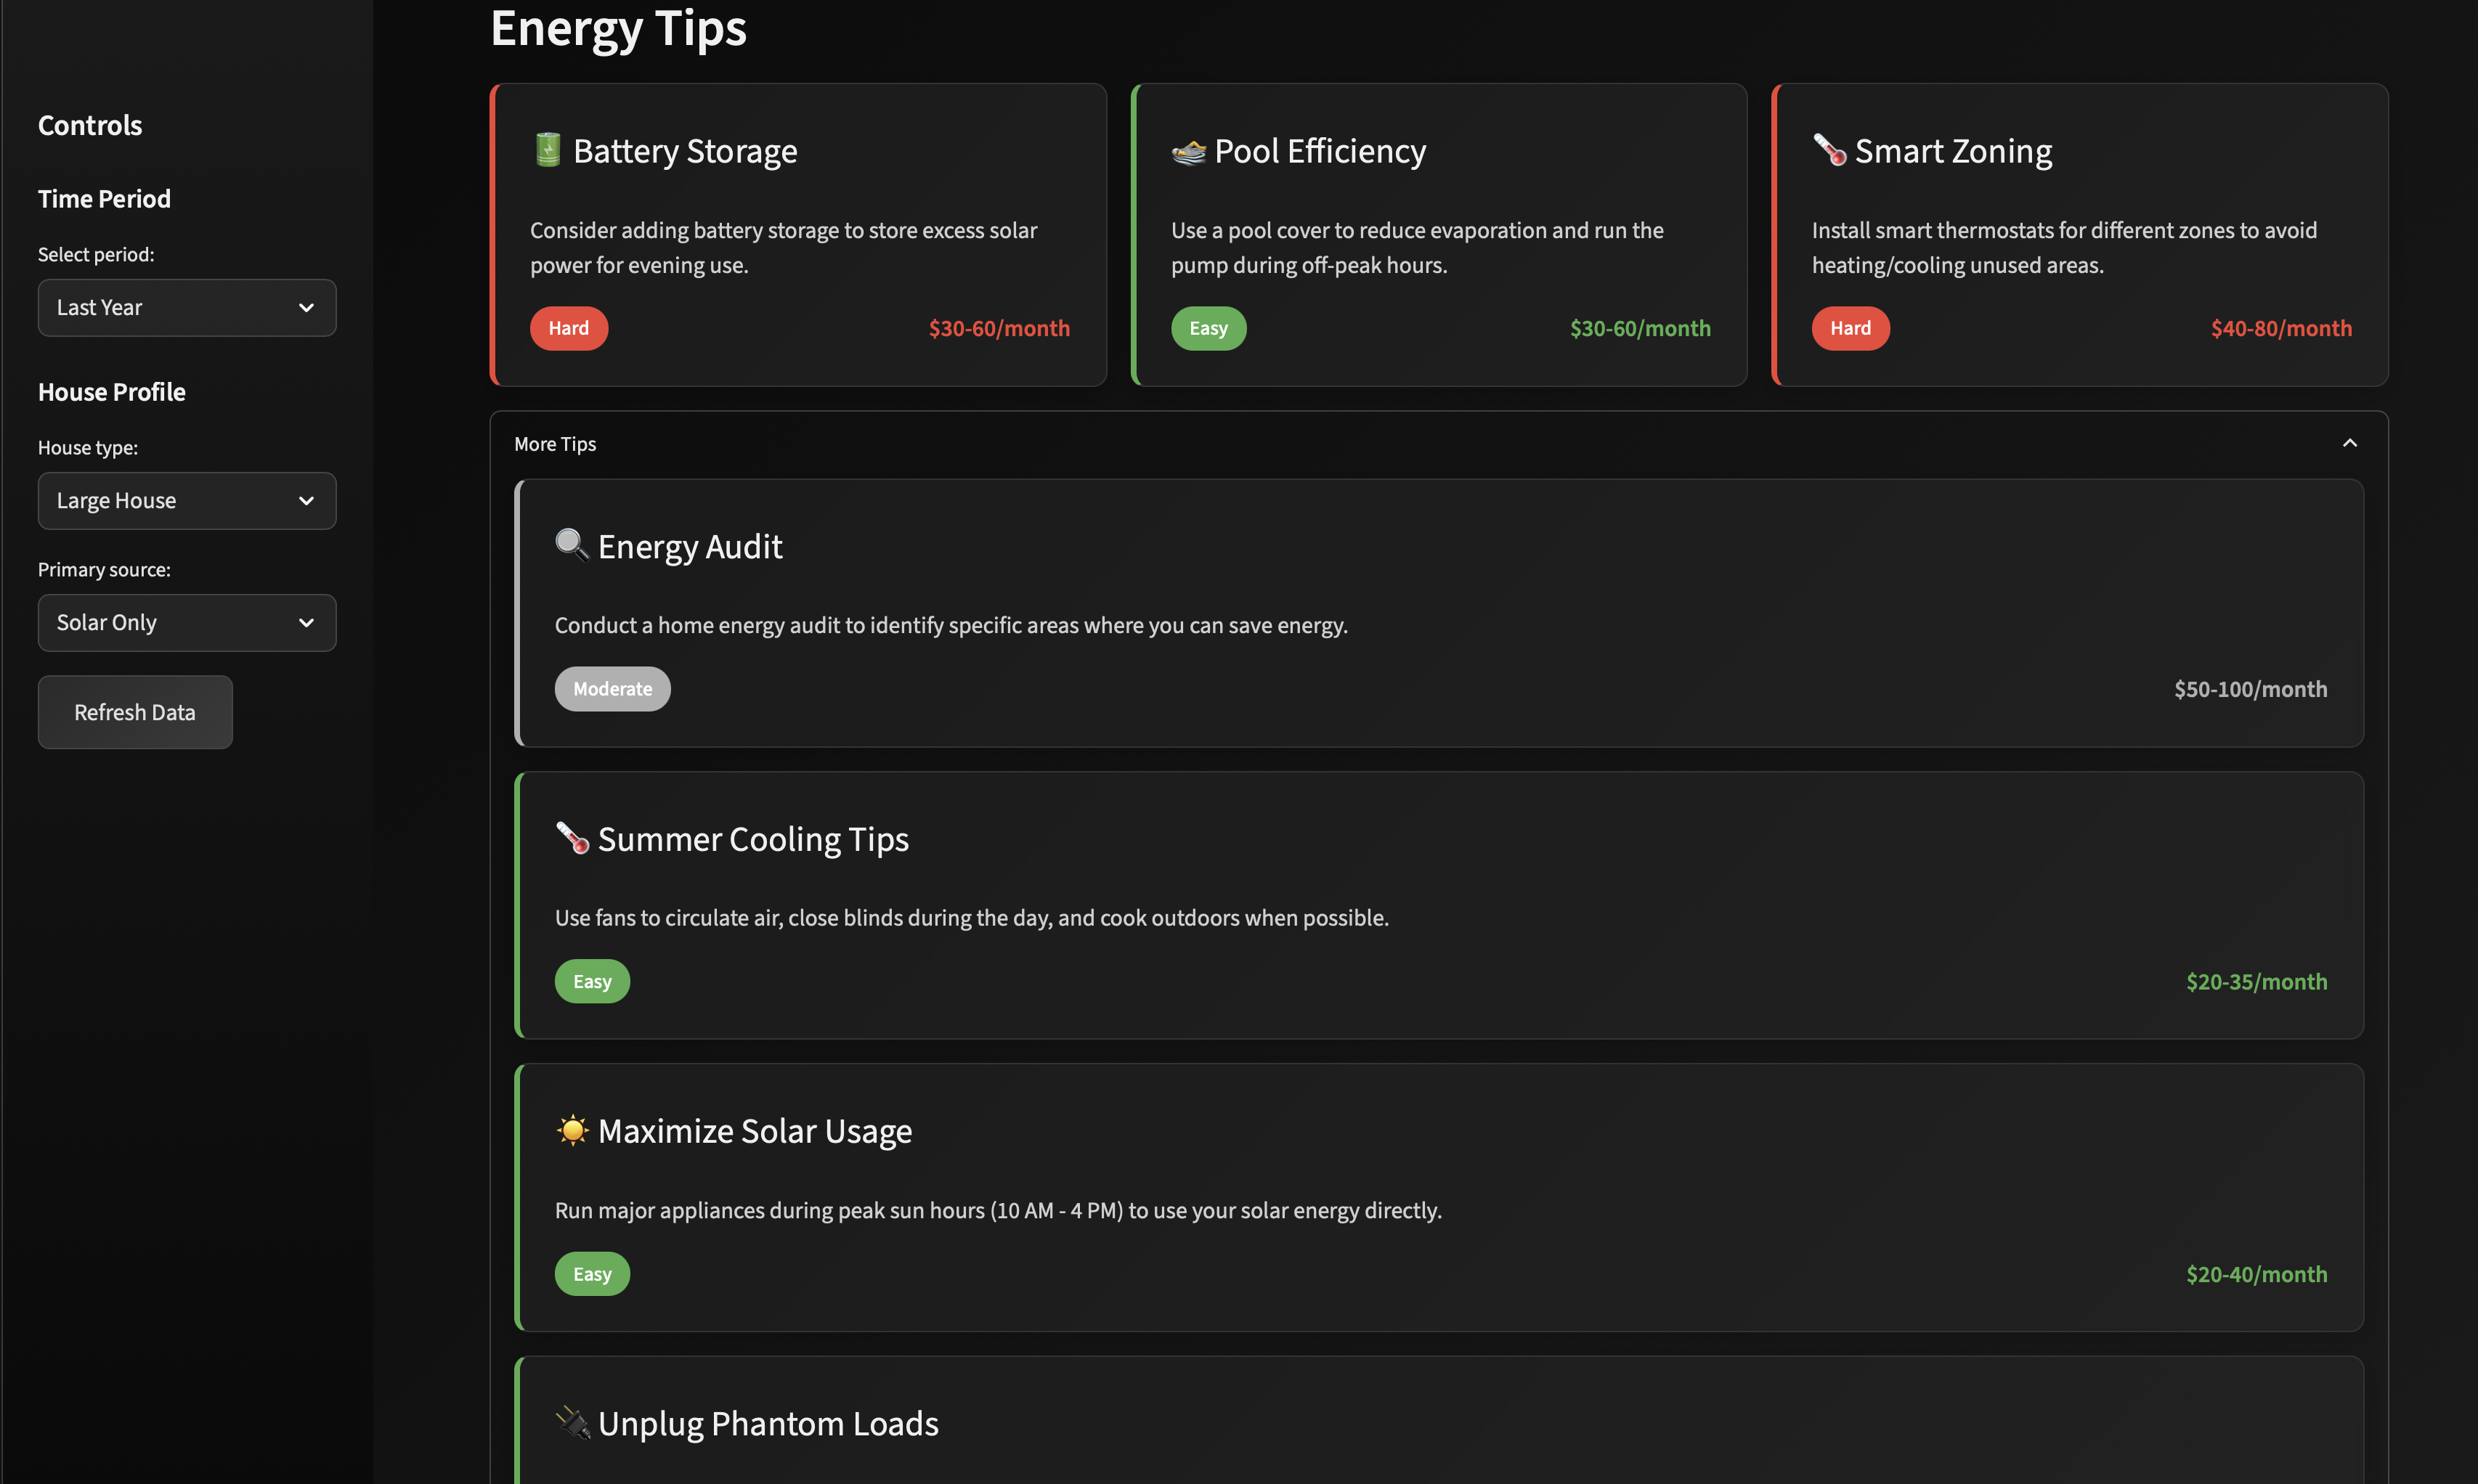 Controls
Time Period
Select period:
Last Year
House Profile
House type:
Large House
Primary source:
Solar Only
Refresh Data
Energy Tips
Battery Storage
Consider adding battery storage to store excess solar
power for evening use.
Hard
$30-60/month
Pool Efficiency
Use a pool cover to reduce evaporation and run the
pump during off-peak hours.
Easy
$30-60/month
Smart Zoning
Install smart thermostats for different zones to avoid
heating/cooling unused areas.
Hard
$40-80/month
More Tips
Energy Audit
Conduct a home energy audit to identify specific areas where you can save energy.
Moderate
$50-100/month
Summer Cooling Tips
Use fans to circulate air, close blinds during the day, and cook outdoors when possible.
Easy
$20-35/month
Maximize Solar Usage
Run major appliances during peak sun hours (10 AM - 4 PM) to use your solar energy directly.
Easy
$20-40/month
Unplug Phantom Loads